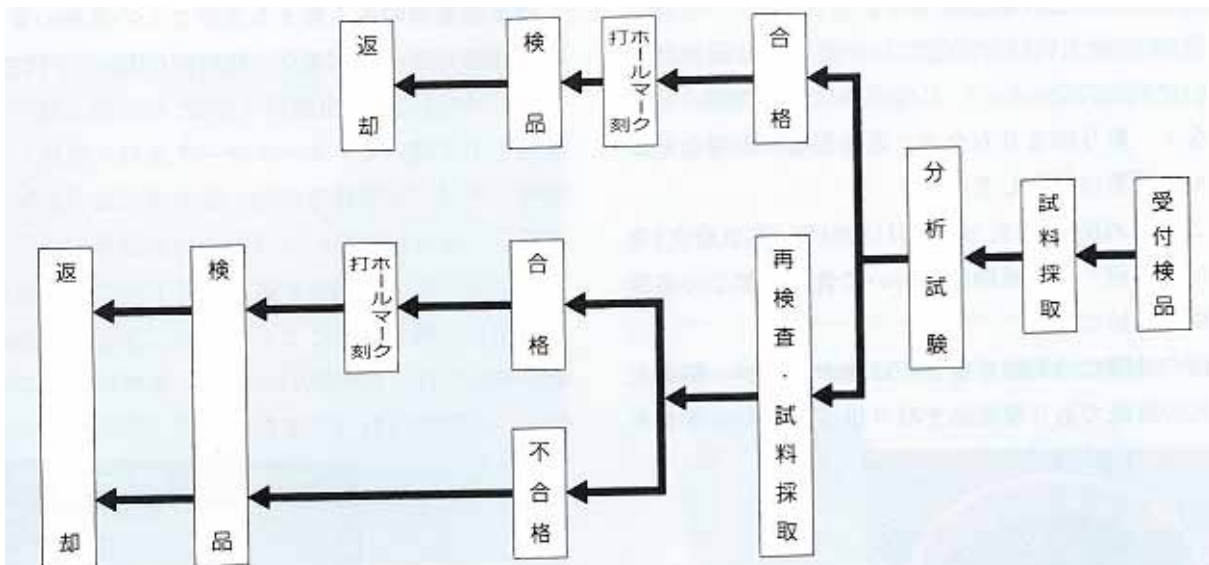 受付検品
試料採取
分析試験
合格
ホールマーク
打刻
検品
返却
再検査・試料採取
合格
ホールマーク
打刻
検品
返却
不合格